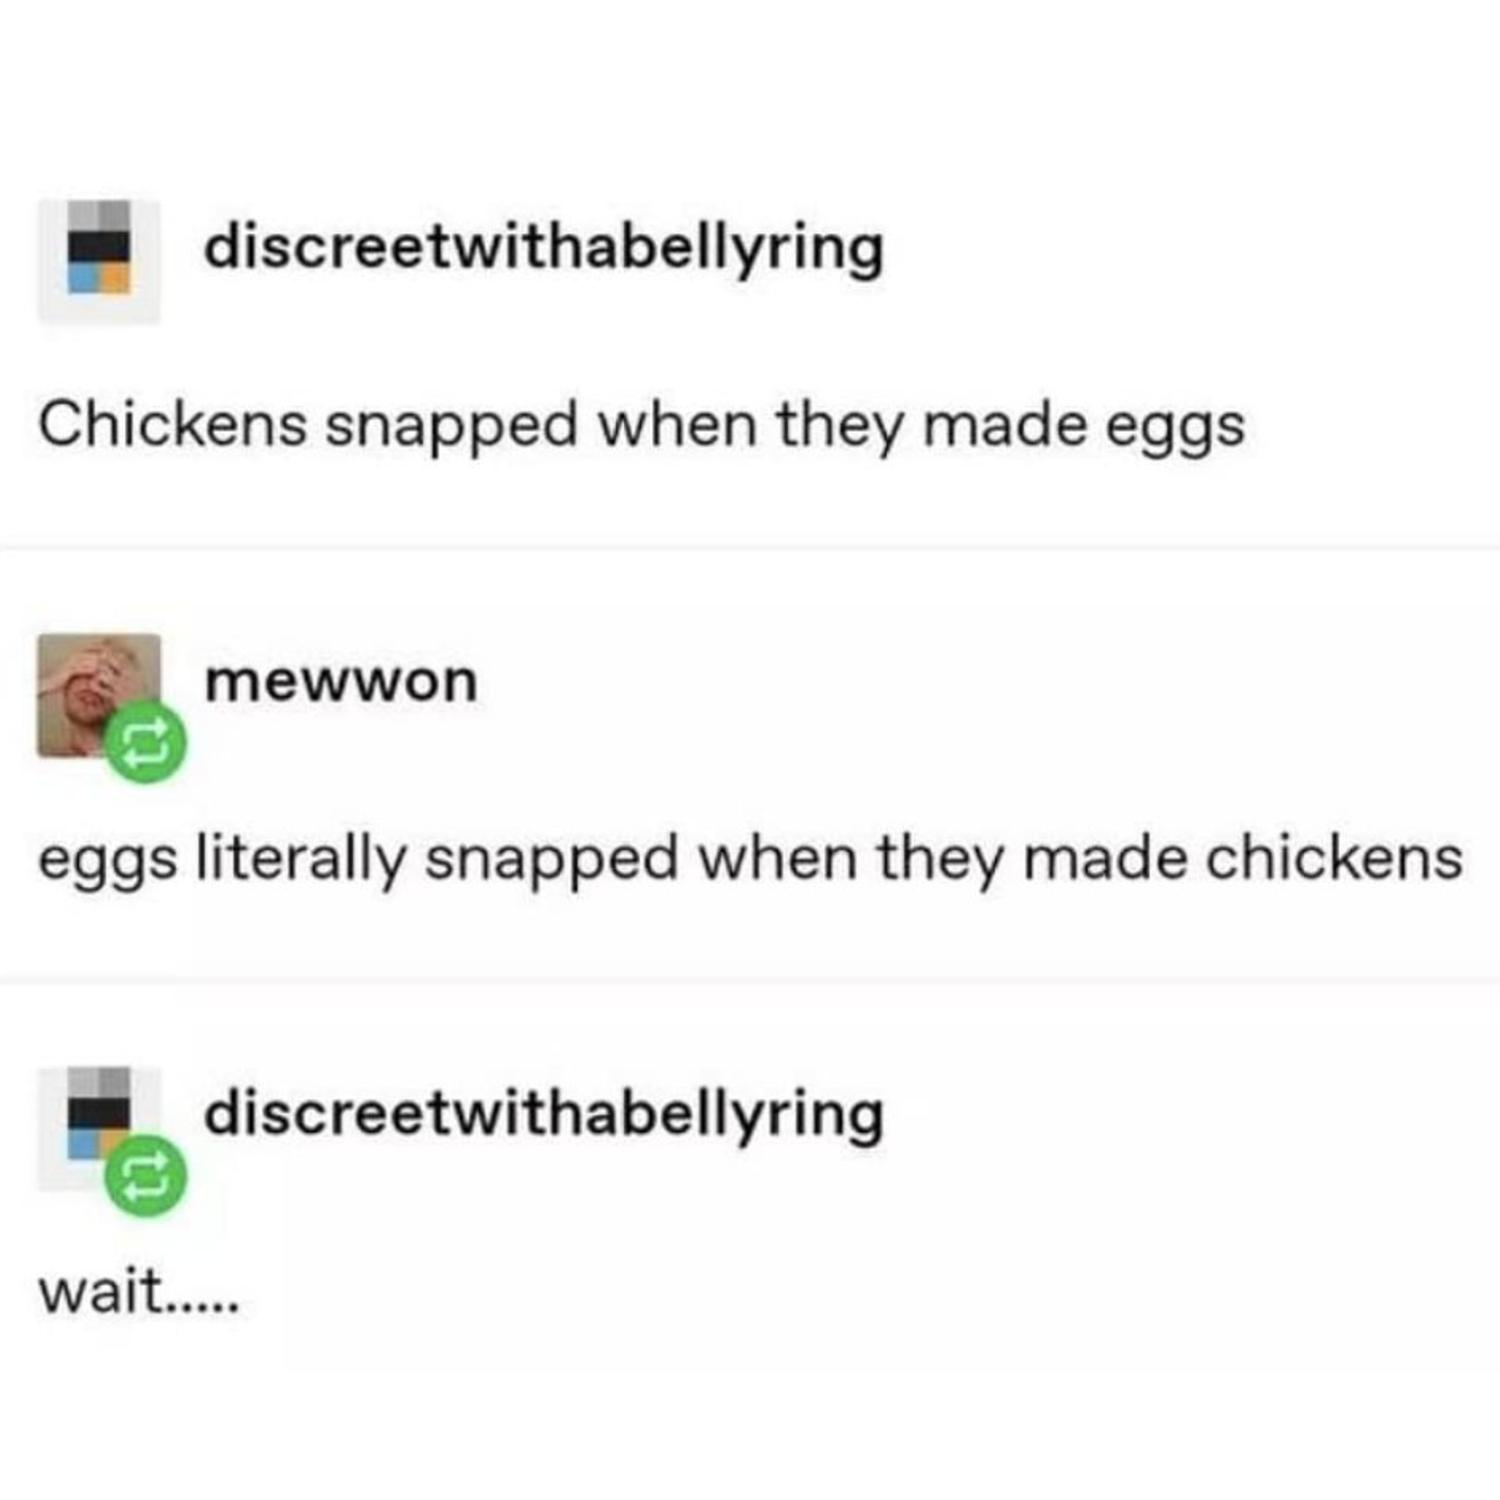 discreetwithabellyring
Chickens snapped when they made eggs
mewwon
eggs literally snapped when they made chickens
discreetwithabellyring
wait.....